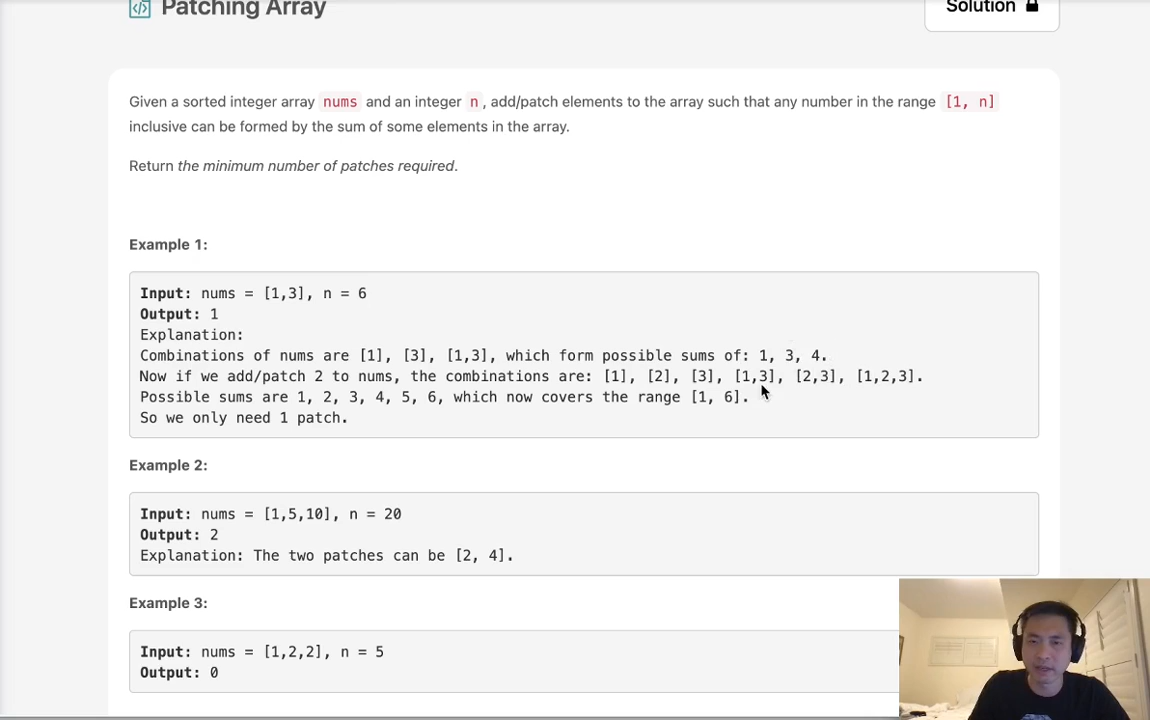 Patching Array
Solution
Given a sorted integer array nums and an integer n, add/patch elements to the array such that any number in the range [1, n]
inclusive can be formed by the sum of some elements in the array.
Return the minimum number of patches required.
Example 1:
Input: nums = [1,3], n = 6
Output: 1
Explanation:
Combinations of nums are [1], [3], [1,3], which form possible sums of: 1, 3, 4.
Now if we add/patch 2 to nums, the combinations are: [1], [2], [3], [1,3], [2,3], [1,2,3].
Possible sums are 1, 2, 3, 4, 5, 6, which now covers the range [1, 6].
So we only need 1 patch.
Example 2:
Input: nums = [1,5,10], n = 20
Output: 2
Explanation: The two patches can be [2, 4].
Example 3:
Input: nums = [1,2,2], n = 5
Output: 0